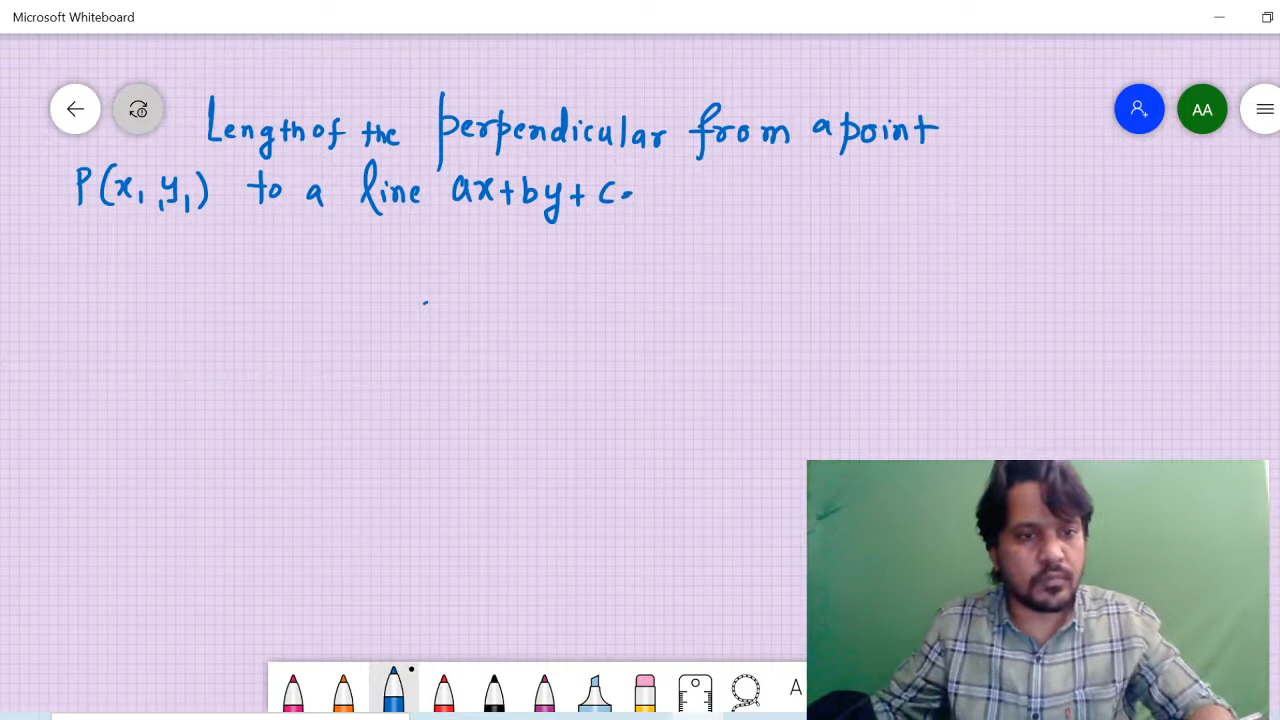 Microsoft Whiteboard
Length of the perpendicular from a point
P(x₁, y₁) to a line ax+by+c
AA
A